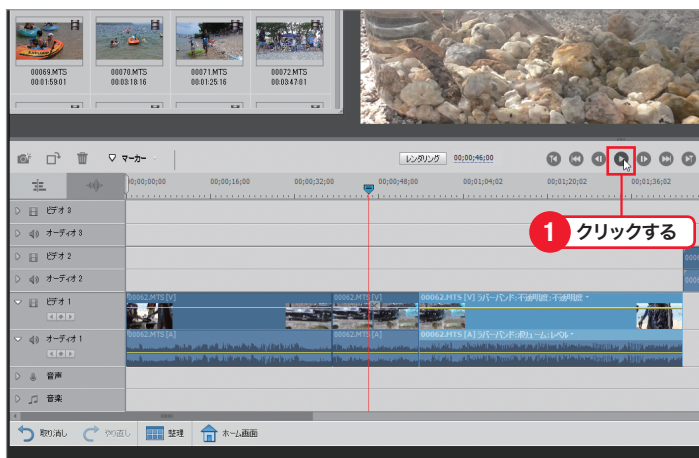 00069.MTS
00:01:59:01
00070.MTS
00:03:18:16
00071.MTS
00:01:25:16
00072.MTS
00:03:47:01
マーカー
レンダリング
00;00;46;00
00;00;00;00
00;00;16;00
00;00;32;00
00;00;48;00
00;01;04;02
00;01;20;02
00;01;36;02
1 クリックする
ビデオ 3
オーディオ 3
ビデオ 2
オーディオ 2
ビデオ 1
00062.MTS [V]
00062.MTS [V]
00062.MTS [V] ラバーバンド:不透明度:不透明度
オーディオ 1
00062.MTS [A]
00062.MTS [A]
00062.MTS [A] ラバーバンド:ボリューム:レベル
音声
音楽
取り消し
やり直し
整理
ホーム画面